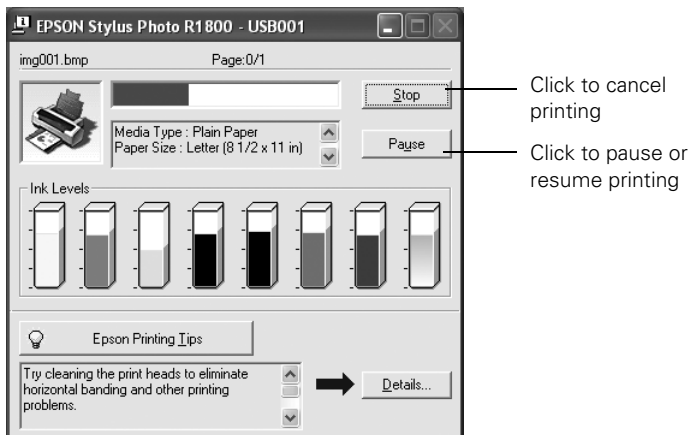 EPSON Stylus Photo R1800 - USB001
img001.bmp Page:0/1
Stop
Click to cancel
printing
Media Type : Plain Paper
Paper Size : Letter (8 1/2 x 11 in)
Pause
Click to pause or
resume printing
Ink Levels
Epson Printing Tips
Try cleaning the print heads to eliminate
horizontal banding and other printing
problems.
Details...